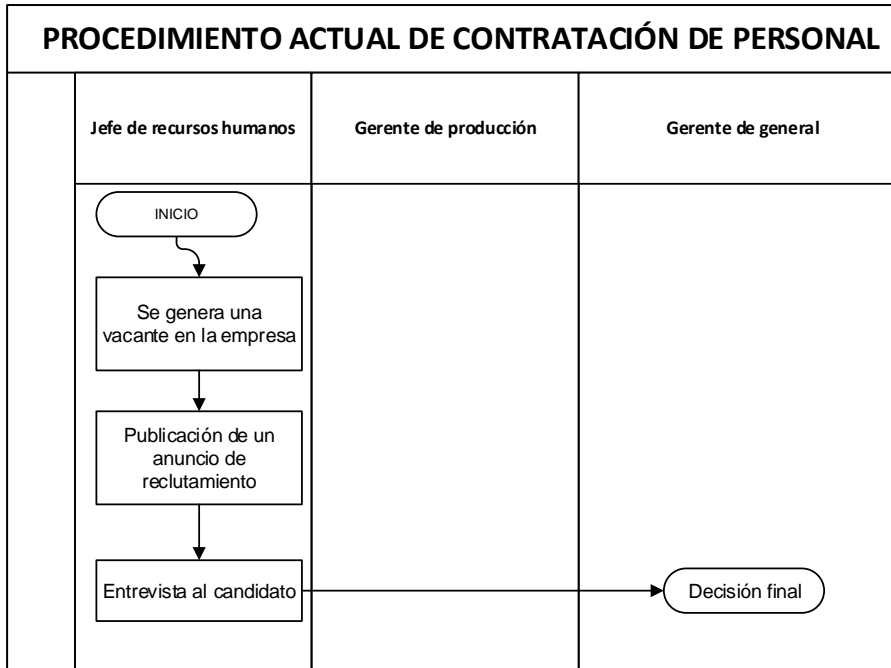 PROCEDIMIENTO ACTUAL DE CONTRATACIÓN DE PERSONAL
Jefe de recursos humanos
Gerente de producción
Gerente de general
INICIO
Se genera una
vacante en la empresa
Publicación de un
anuncio de
reclutamiento
Entrevista al candidato
Decisión final